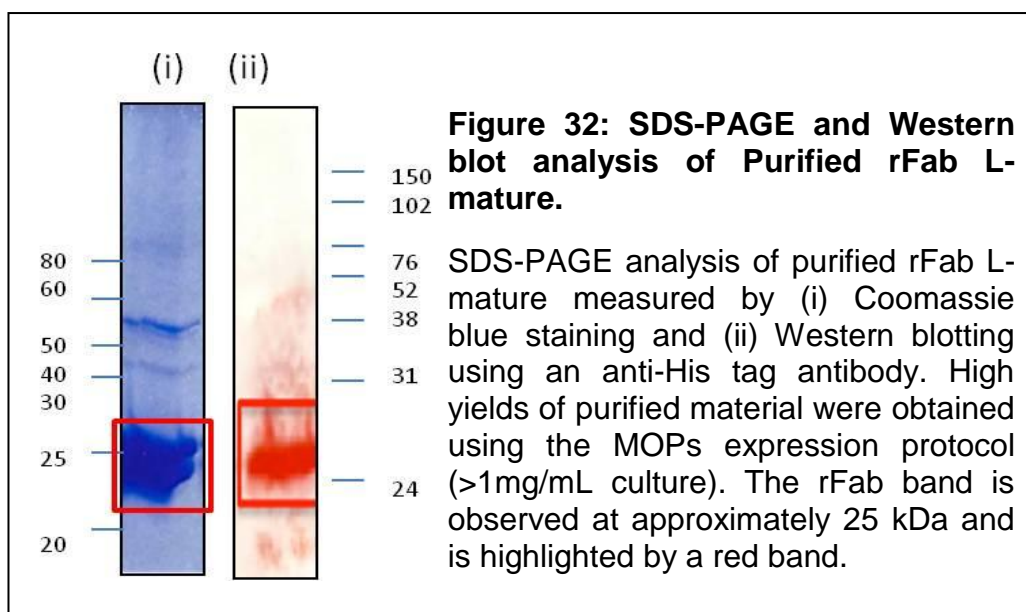 (i) (ii)
80
60
50
40
30
25
20
150
102
76
52
38
31
24
Figure 32: SDS-PAGE and Western
blot analysis of Purified rFab L-
mature.
SDS-PAGE analysis of purified rFab L-
mature measured by (i) Coomassie
blue staining and (ii) Western blotting
using an anti-His tag antibody. High
yields of purified material were obtained
using the MOPs expression protocol
(>1mg/mL culture). The rFab band is
observed at approximately 25 kDa and
is highlighted by a red band.